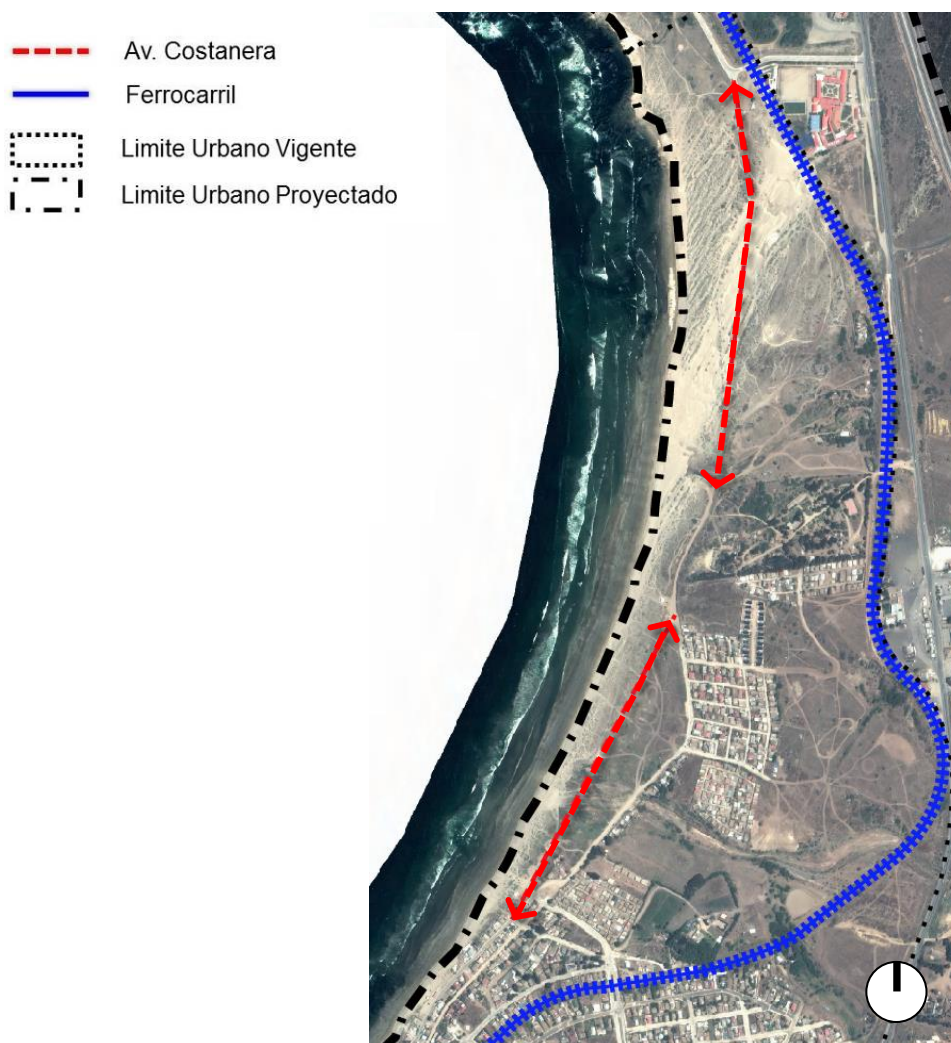 Av. Costanera
Ferrocarril
Limite Urbano Vigente
Limite Urbano Proyectado